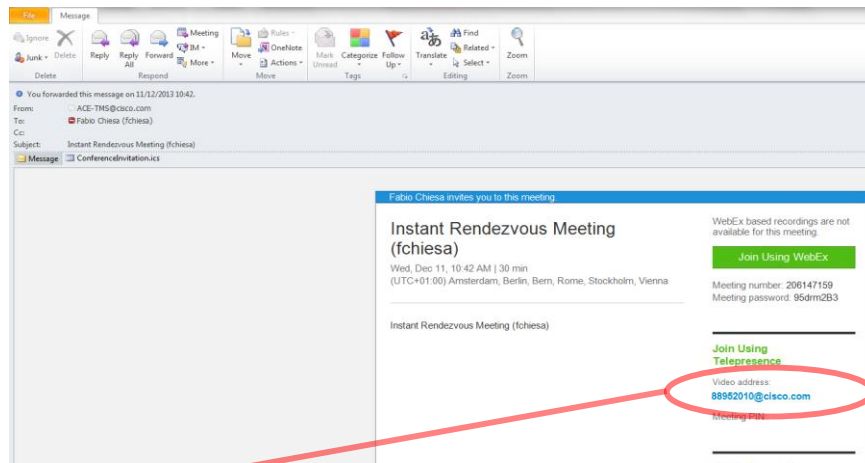 File Message
Ignore
Junk Delete
Delete
Reply Reply All Forward
Meeting
IM
More
Respond
Move
Rules
OneNote
Actions
Move
Mark Unread Categorize Follow Up
Tags
Translate
Find
Related
Select
Editing
Zoom
Zoom
You forwarded this message on 11/12/2013 10:42.
From: ACE-TMS@cisco.com
To: Fabio Chiesa (fchiesa)
Cc:
Subject: Instant Rendezvous Meeting (fchiesa)
Message ConferenceInvitation.ics
Fabio Chiesa invites you to this meeting.
Instant Rendezvous Meeting
(fchiesa)
Wed, Dec 11, 10:42 AM | 30 min
(UTC+01:00) Amsterdam, Berlin, Bern, Rome, Stockholm, Vienna
Instant Rendezvous Meeting (fchiesa)
WebEx based recordings are not
available for this meeting.
Join Using WebEx
Meeting number: 206147159
Meeting password: 95drm2B3
Join Using
Telepresence
Video address:
88952010@cisco.com
Meeting PIN: